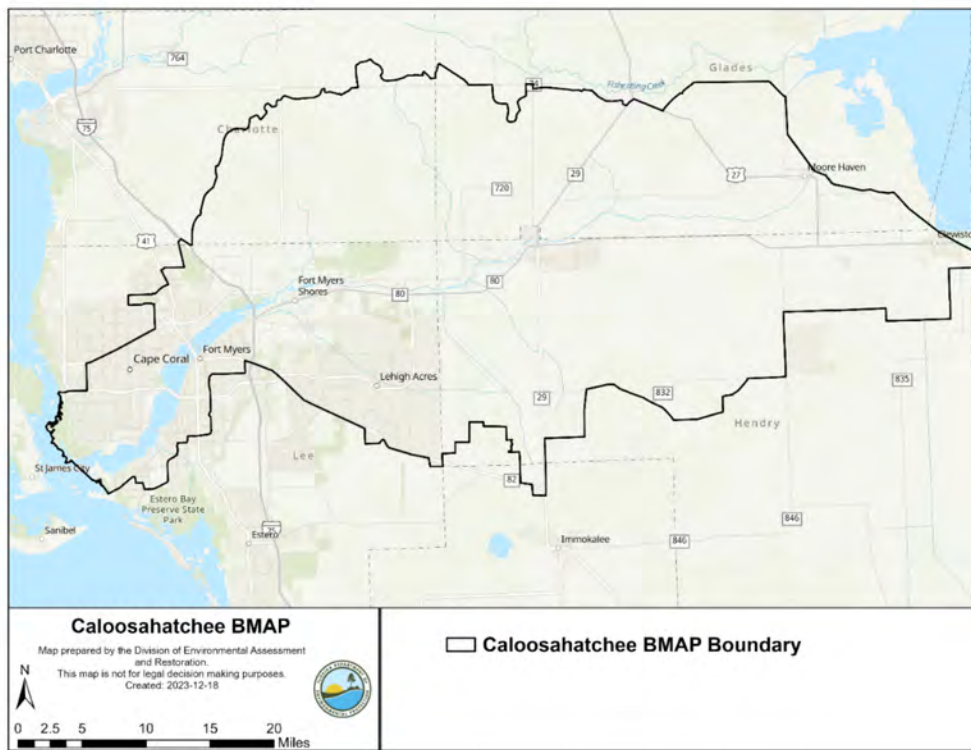 Port Charlotte
764
74
Fisheating Creek
Glades
75
Charlotte
29
720
27
Moore Haven
41
Clewisto
Fort Myers
Shores
80
80
Fort Myers
Cape Coral
Lehigh Acres
29
832
835
Hendry
Lee
St James City
82
Estero Bay
Preserve State
Park
846
75
Sanibel
Estero
Immokalee
846
Caloosahatchee BMAP
Map prepared by the Division of Environmental Assessment
and Restoration.
This map is not for legal decision making purposes.
Created: 2023-12-18
N
0 2.5 5 10 15 20
Miles
Caloosahatchee BMAP Boundary